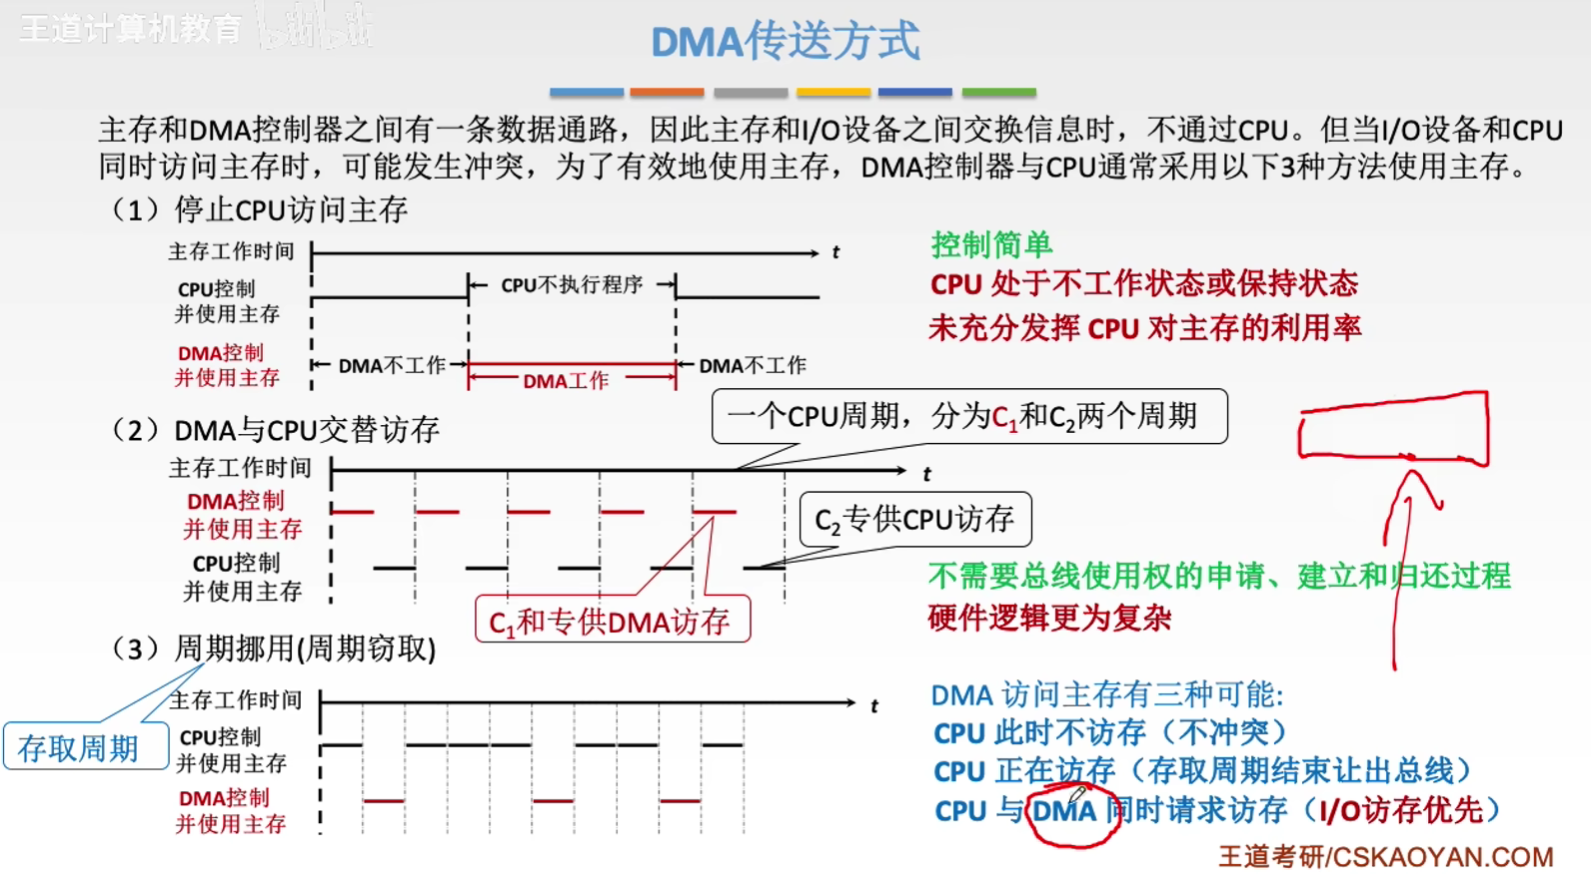 王道计算机教育 bilibili
DMA传送方式
主存和DMA控制器之间有一条数据通路，因此主存和I/O设备之间交换信息时，不通过CPU。但当I/O设备和CPU
同时访问主存时，可能发生冲突，为了有效地使用主存，DMA控制器与CPU通常采用以下3种方法使用主存。
（1）停止CPU访问主存
主存工作时间
t
CPU控制
并使用主存
CPU不执行程序
DMA控制
并使用主存
DMA不工作
DMA工作
DMA不工作
控制简单
CPU 处于不工作状态或保持状态
未充分发挥 CPU 对主存的利用率
（2）DMA与CPU交替访存
一个CPU周期，分为C1和C2两个周期
主存工作时间
t
DMA控制
并使用主存
C2专供CPU访存
CPU控制
并使用主存
C1和专供DMA访存
不需要总线使用权的申请、建立和归还过程
硬件逻辑更为复杂
（3）周期挪用(周期窃取)
存取周期
主存工作时间
t
CPU控制
并使用主存
DMA控制
并使用主存
DMA 访问主存有三种可能:
CPU 此时不访存（不冲突）
CPU 正在访存（存取周期结束让出总线）
CPU 与 DMA 同时请求访存（I/O访存优先）
王道考研/CSKAOYAN.COM